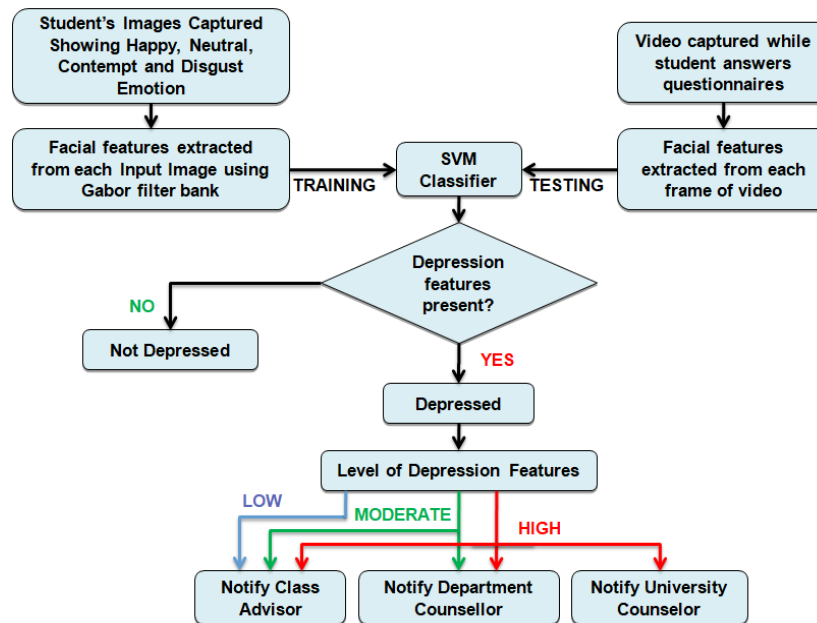 Student's Images Captured
Showing Happy, Neutral,
Contempt and Disgust
Emotion
Video captured while
student answers
questionnaires
Facial features extracted
from each Input Image using
Gabor filter bank
TRAINING
SVM
Classifier
TESTING
Facial features
extracted from each
frame of video
Depression
features
present?
NO
Not Depressed
YES
Depressed
Level of Depression Features
LOW
MODERATE
HIGH
Notify Class
Advisor
Notify Department
Counsellor
Notify University
Counselor